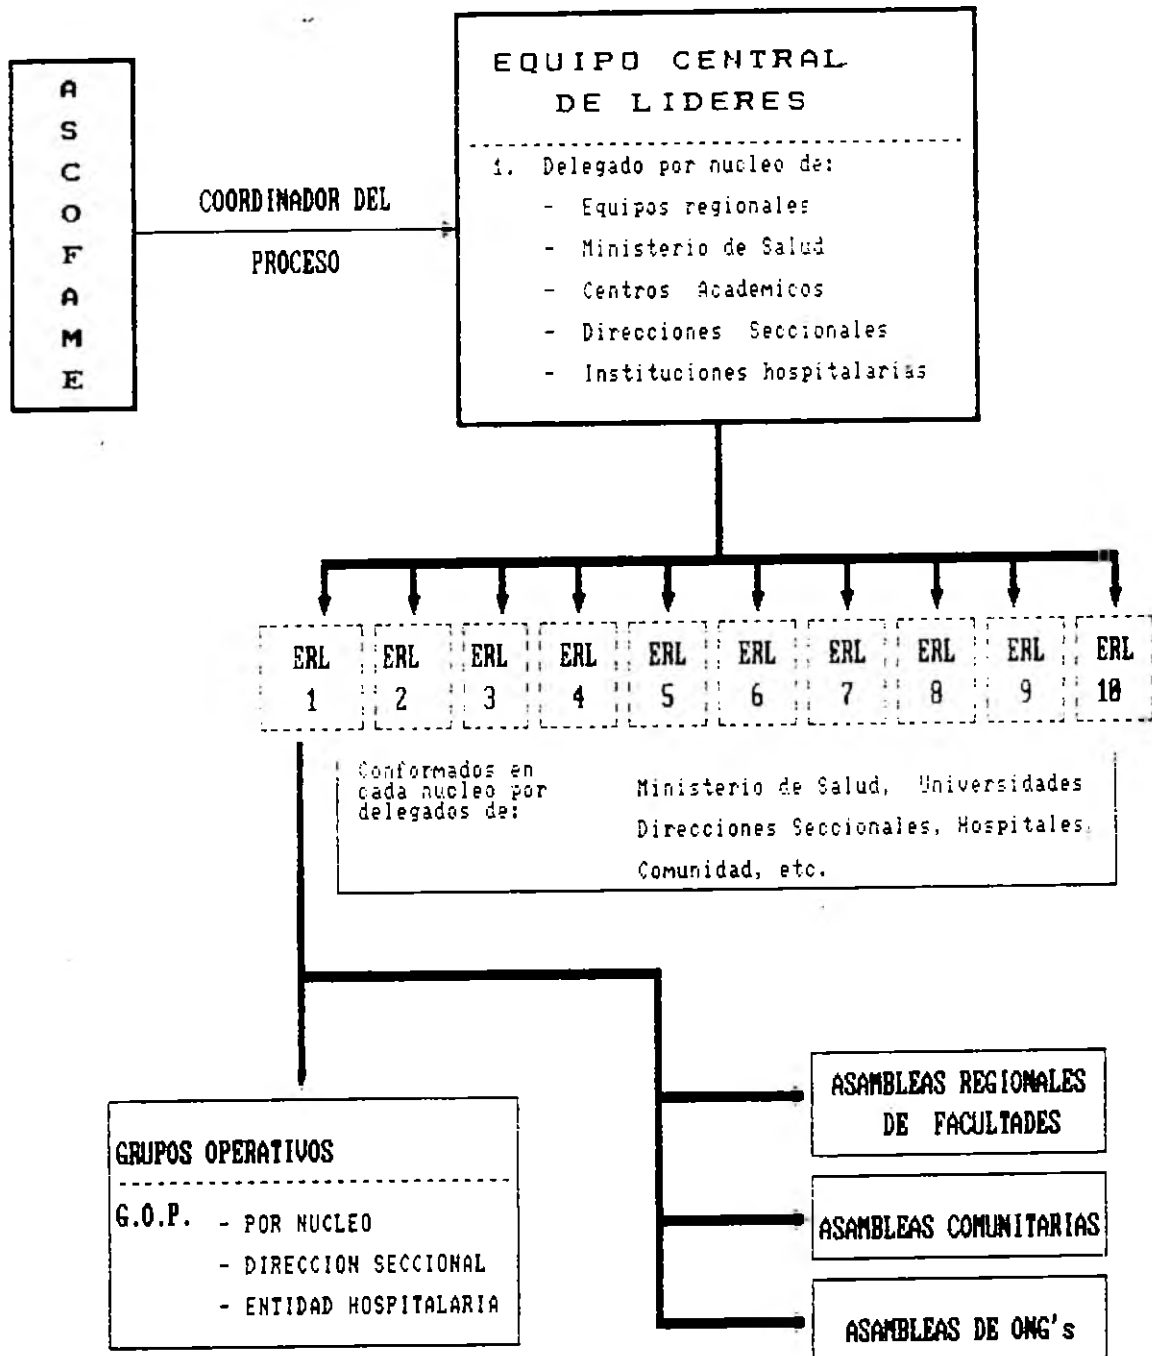 ASCOFAME
COORDINADOR DEL
PROCESO
EQUIPO CENTRAL
DE LIDERES
1. Delegado por nucleo de:
- Equipos regionales
- Ministerio de Salud
- Centros Academicos
- Direcciones Seccionales
- Instituciones hospitalarias
ERL ERL ERL ERL ERL ERL ERL ERL ERL ERL
1 2 3 4 5 6 7 8 9 10
Conformados en
cada nucleo por
delegados de:
Ministerio de Salud, Universidades
Direcciones Seccionales, Hospitales,
Comunidad, etc.
GRUPOS OPERATIVOS
G.O.P. - POR NUCLEO
- DIRECCION SECCIONAL
- ENTIDAD HOSPITALARIA
ASAMBLEAS REGIONALES
DE FACULTADES
ASAMBLEAS COMUNITARIAS
ASAMBLEAS DE ONG's